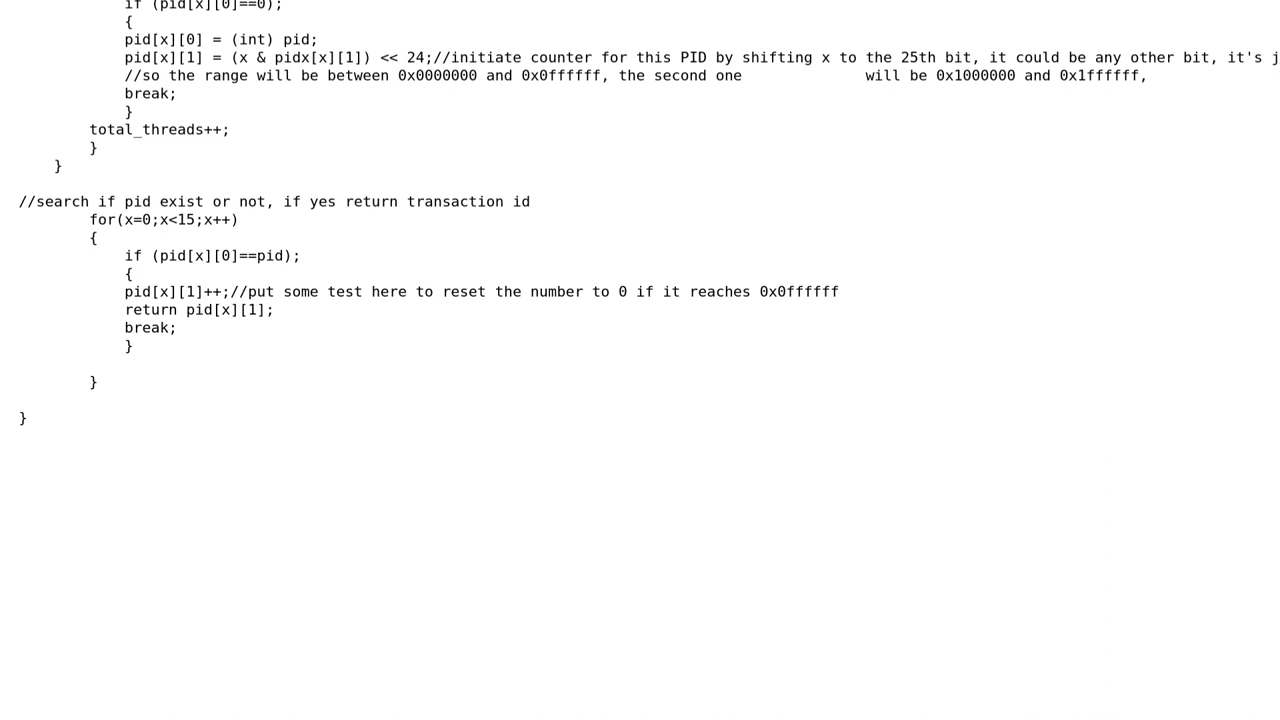 if (pid[x][0]==0);
{
pid[x][0] = (int) pid;
pid[x][1] = (x & pidx[x][1]) << 24;//initiate counter for this PID by shifting x to the 25th bit, it could be any other bit, it's j
//so the range will be between 0x0000000 and 0x0ffffff, the second one will be 0x1000000 and 0x1ffffff,
break;
}
total_threads++;
}
}
//search if pid exist or not, if yes return transaction id
for(x=0;x<15;x++)
{
if (pid[x][0]==pid);
{
pid[x][1]++;//put some test here to reset the number to 0 if it reaches 0x0ffffff
return pid[x][1];
break;
}
}
}